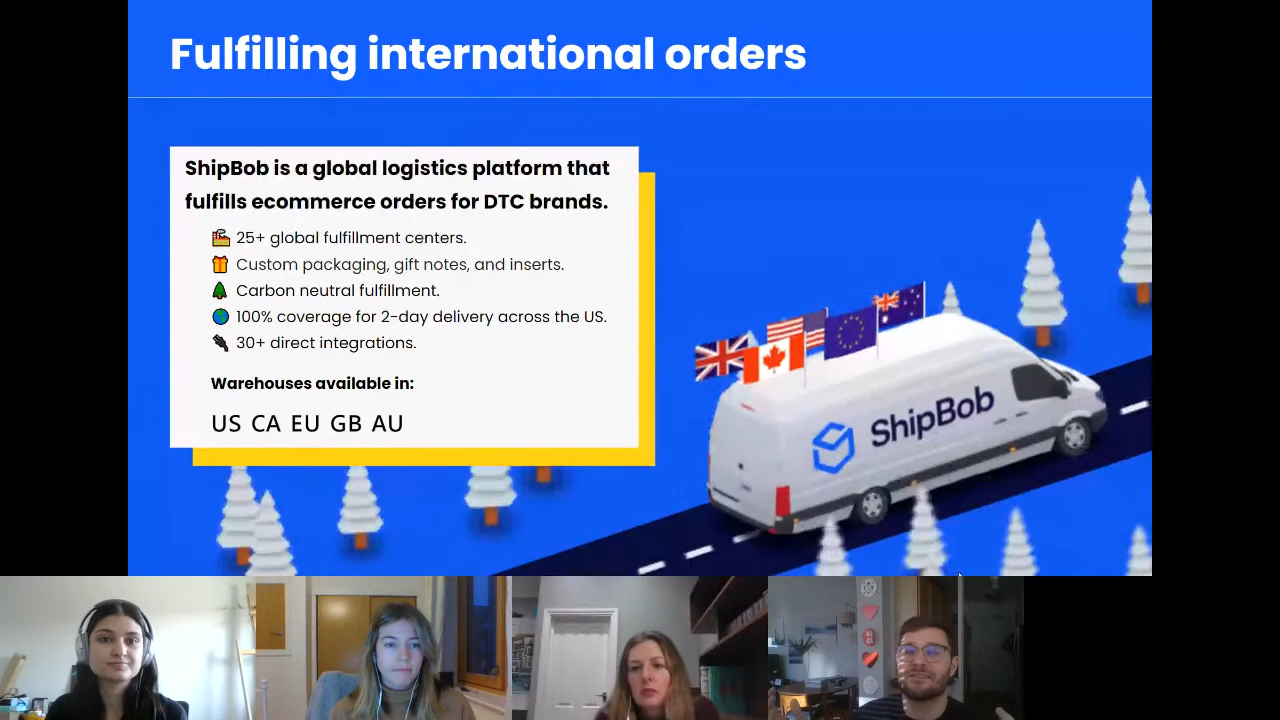 Fulfilling international orders
ShipBob is a global logistics platform that
fulfills ecommerce orders for DTC brands.
25+ global fulfillment centers.
Custom packaging, gift notes, and inserts.
Carbon neutral fulfillment.
100% coverage for 2-day delivery across the US.
30+ direct integrations.
Warehouses available in:
US CA EU GB AU
ShipBob